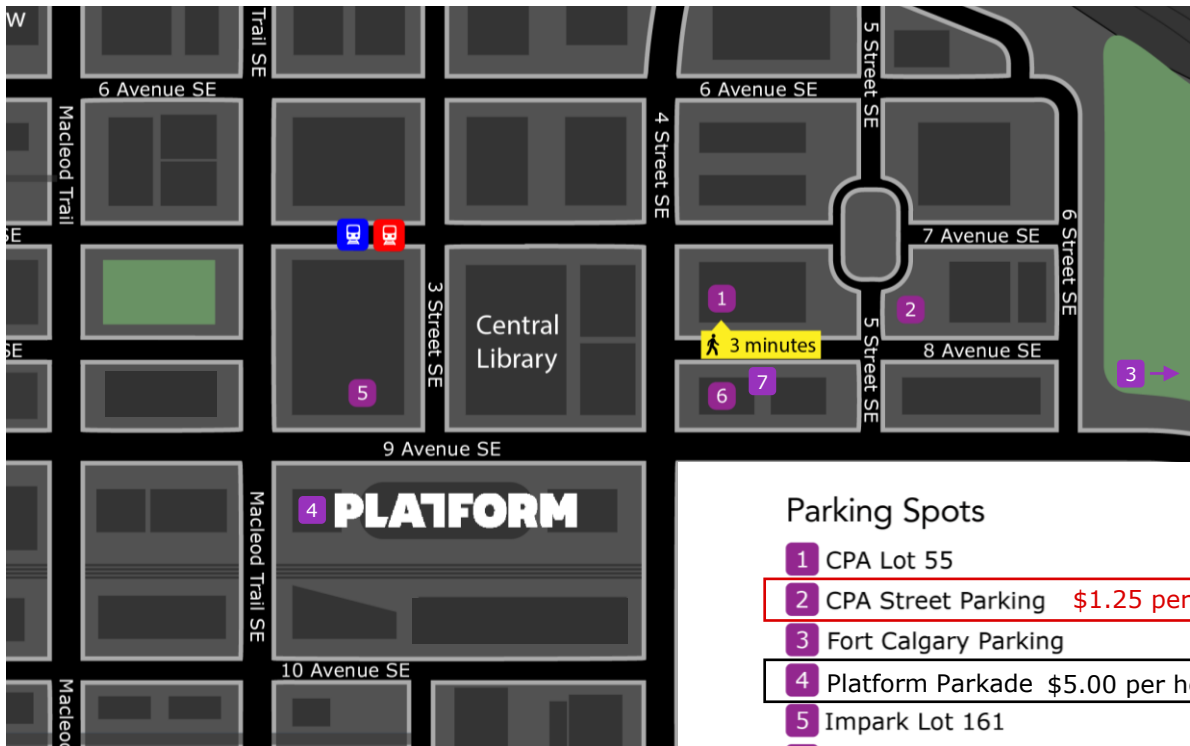 W
Trail SE
5 Street SE
6 Avenue SE
6 Avenue SE
Macleod Trail
4 Street SE
6 Street SE
SE
7 Avenue SE
3 Street SE
1
2
Central
Library
3 minutes
5 Street SE
SE
8 Avenue SE
3
5
6
7
9 Avenue SE
4
PLATFORM
Macleod Trail SE
10 Avenue SE
Macleod
Parking Spots
1 CPA Lot 55
2 CPA Street Parking $1.25 per
3 Fort Calgary Parking
4 Platform Parkade $5.00 per h
5 Impark Lot 161